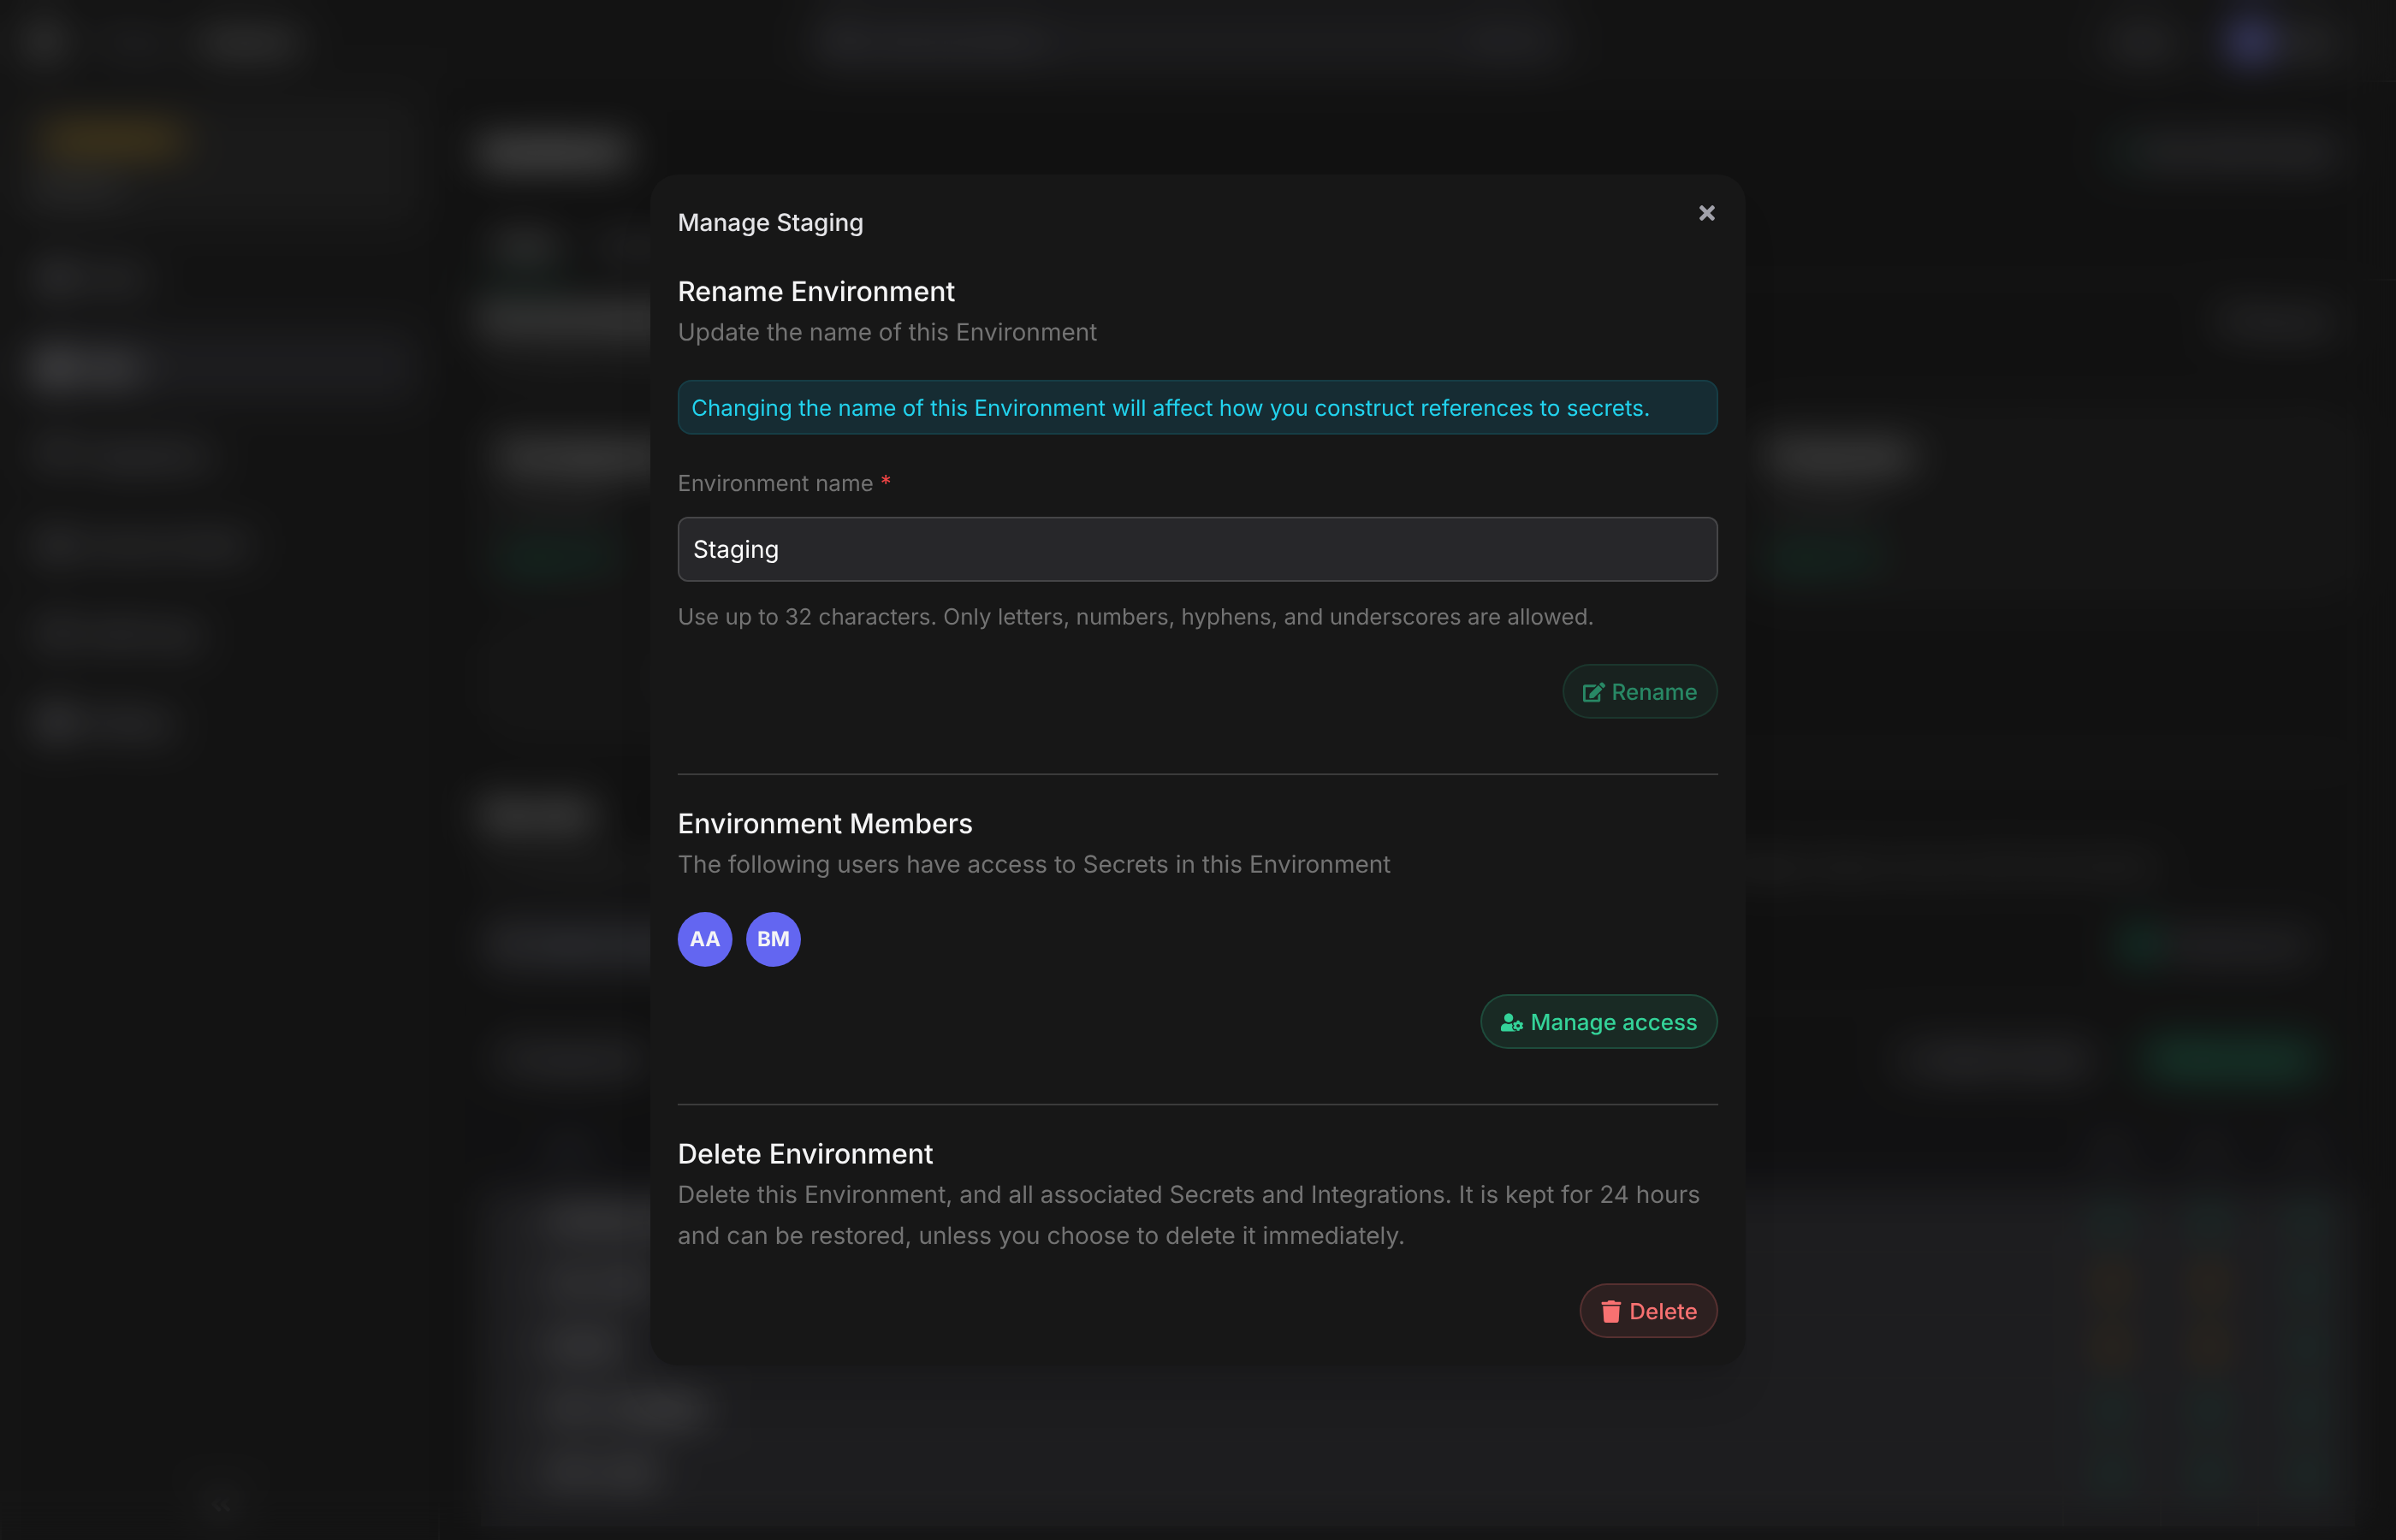 Manage Staging
Rename Environment
Update the name of this Environment
Changing the name of this Environment will affect how you construct references to secrets.
Environment name *
Staging
Use up to 32 characters. Only letters, numbers, hyphens, and underscores are allowed.
Rename
Environment Members
The following users have access to Secrets in this Environment
AA BM
Manage access
Delete Environment
Delete this Environment, and all associated Secrets and Integrations. It is kept for 24 hours
and can be restored, unless you choose to delete it immediately.
Delete